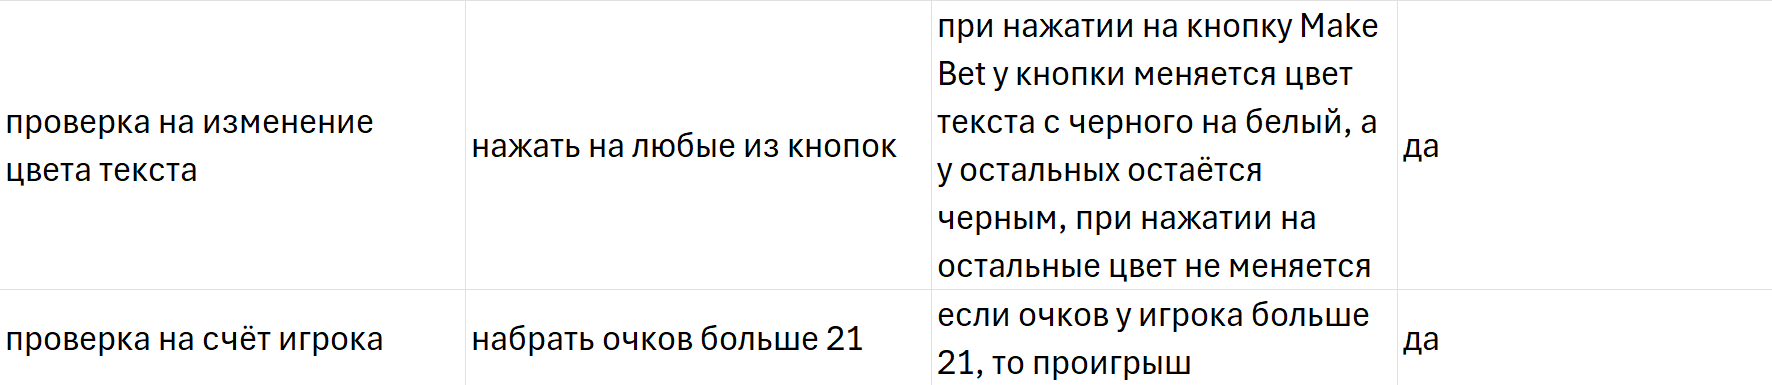 проверка на изменение
цвета текста
нажать на любые из кнопок
при нажатии на кнопку Make
Bet у кнопки меняется цвет
текста с черного на белый, а
у остальных остаётся
черным, при нажатии на
остальные цвет не меняется
да
проверка на счёт игрока
набрать очков больше 21
если очков у игрока больше
21, то проигрыш
да